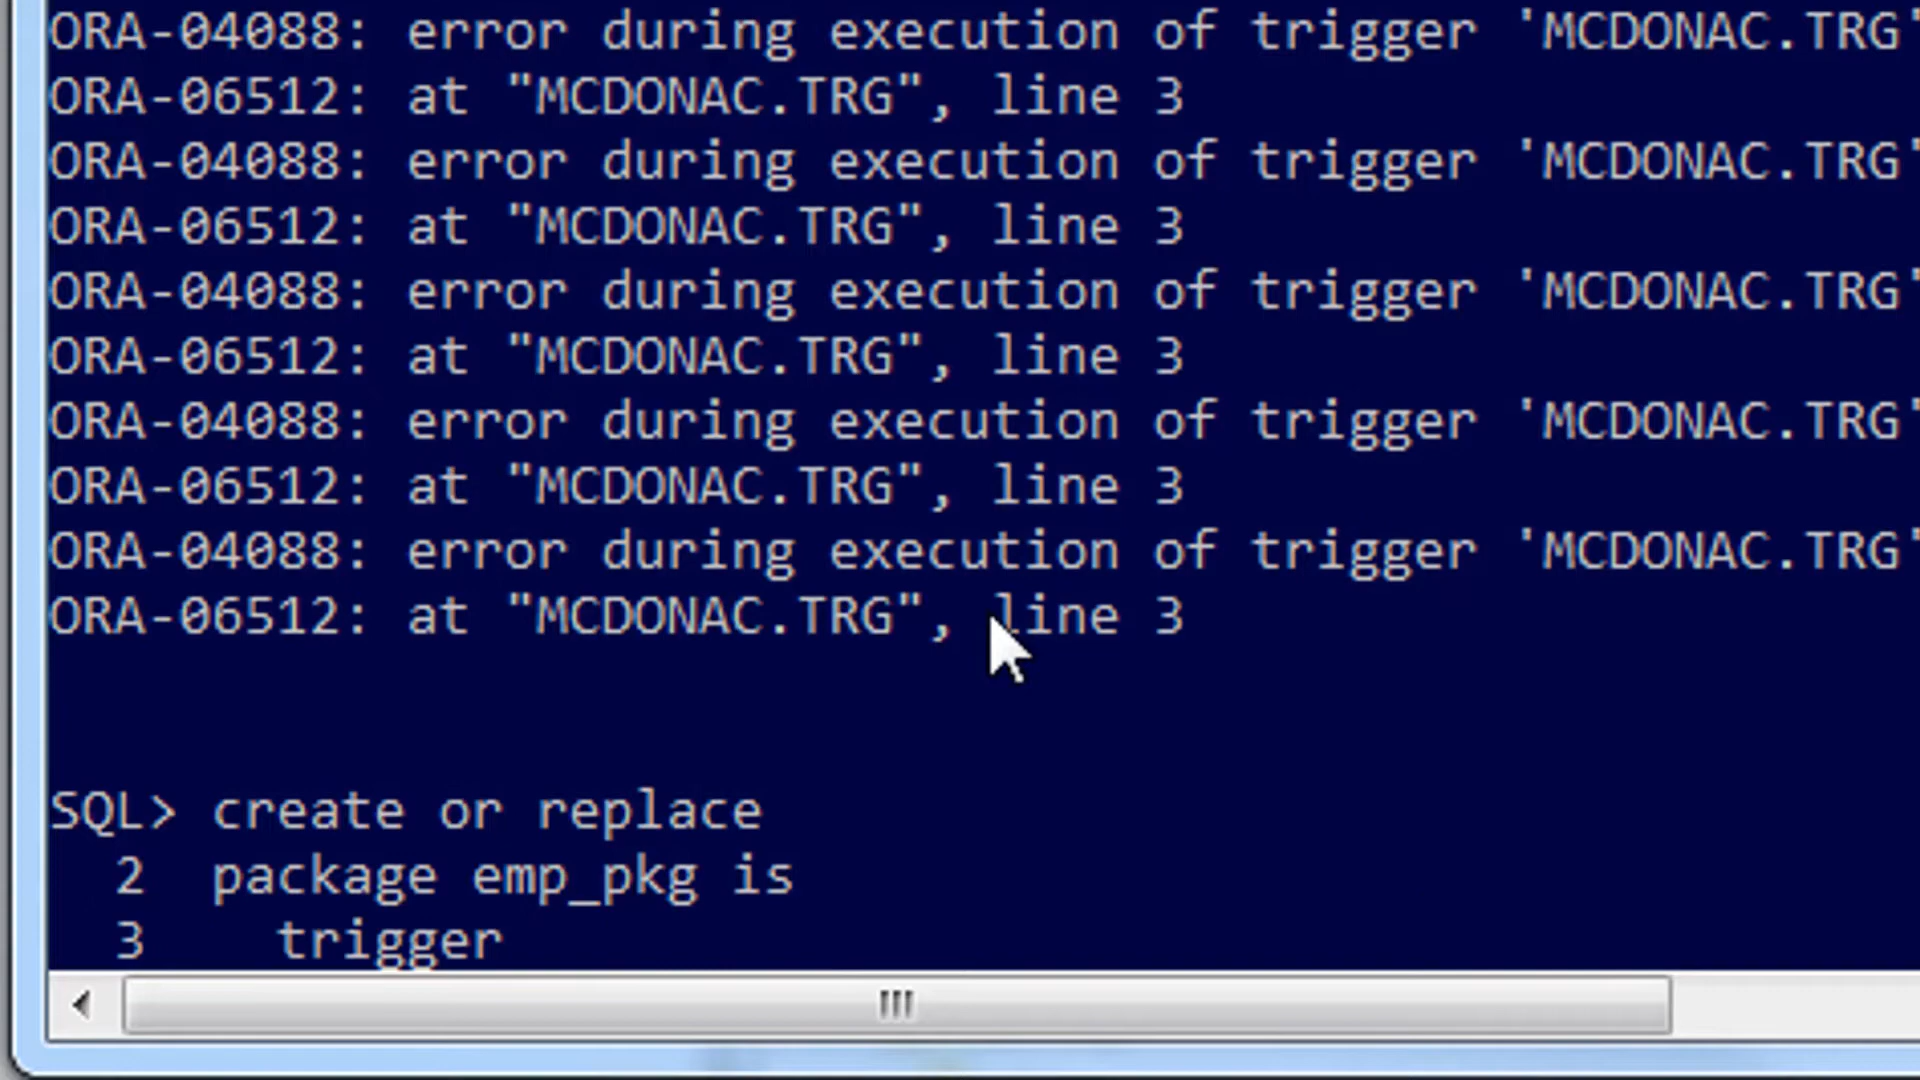 ORA-04088: error during execution of trigger 'MCDONAC.TRG'
ORA-06512: at "MCDONAC.TRG", line 3
ORA-04088: error during execution of trigger 'MCDONAC.TRG'
ORA-06512: at "MCDONAC.TRG", line 3
ORA-04088: error during execution of trigger 'MCDONAC.TRG'
ORA-06512: at "MCDONAC.TRG", line 3
ORA-04088: error during execution of trigger 'MCDONAC.TRG'
ORA-06512: at "MCDONAC.TRG", line 3
ORA-04088: error during execution of trigger 'MCDONAC.TRG'
ORA-06512: at "MCDONAC.TRG", line 3
SQL> create or replace
2 package emp_pkg is
3 trigger